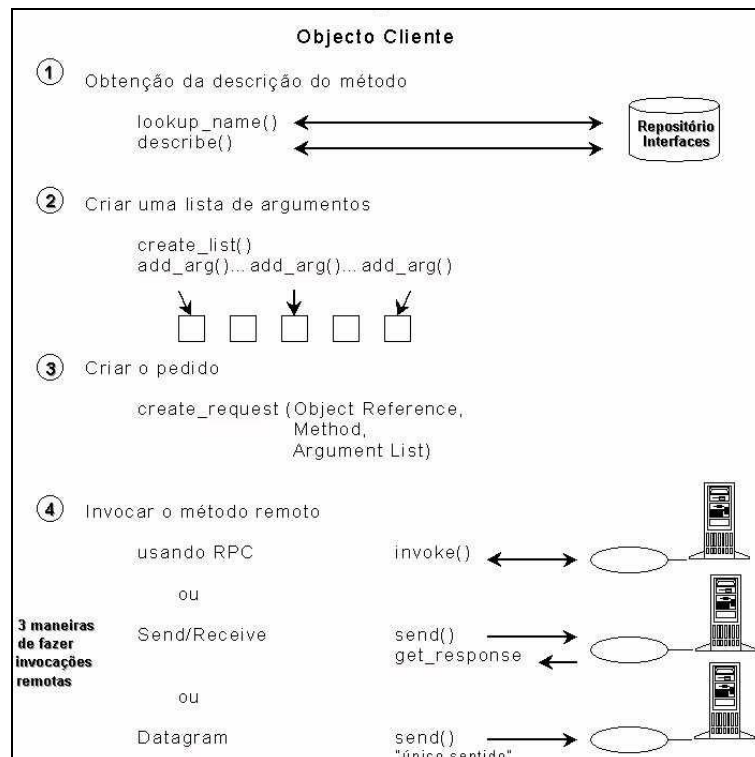 Objecto Cliente
1 Obtenção da descrição do método
lookup_name()
describe()
Repositório
Interfaces
2 Criar uma lista de argumentos
create_list()
add_arg()... add_arg()... add_arg()
3 Criar o pedido
create_request (Object Reference,
Method,
Argument List)
4 Invocar o método remoto
usando RPC invoke()
ou
3 maneiras
de fazer
invocações
remotas
Send/Receive send()
get_response
ou
Datagram send()
"único sentido"